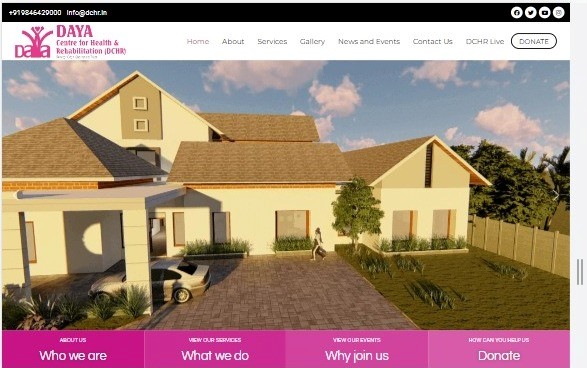 +919846429000 info@dchr.in
DAYA
Centre for Health &
Rehabilitation (DCHR)
Daya
Home About Services Gallery News and Events Contact Us DCHR Live DONATE
ABOUT US VIEW OUR SERVICES VIEW OUR EVENTS HOW CAN YOU HELP US
Who we are What we do Why join us Donate